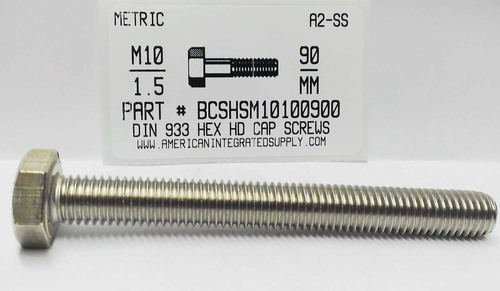 METRIC A2-SS
M10 90
1.5 MM
PART # BCSHSM10100900
DIN 933 HEX HD CAP SCREWS
WWW.AMERICANINTEGRATEDSUPPLY.COM